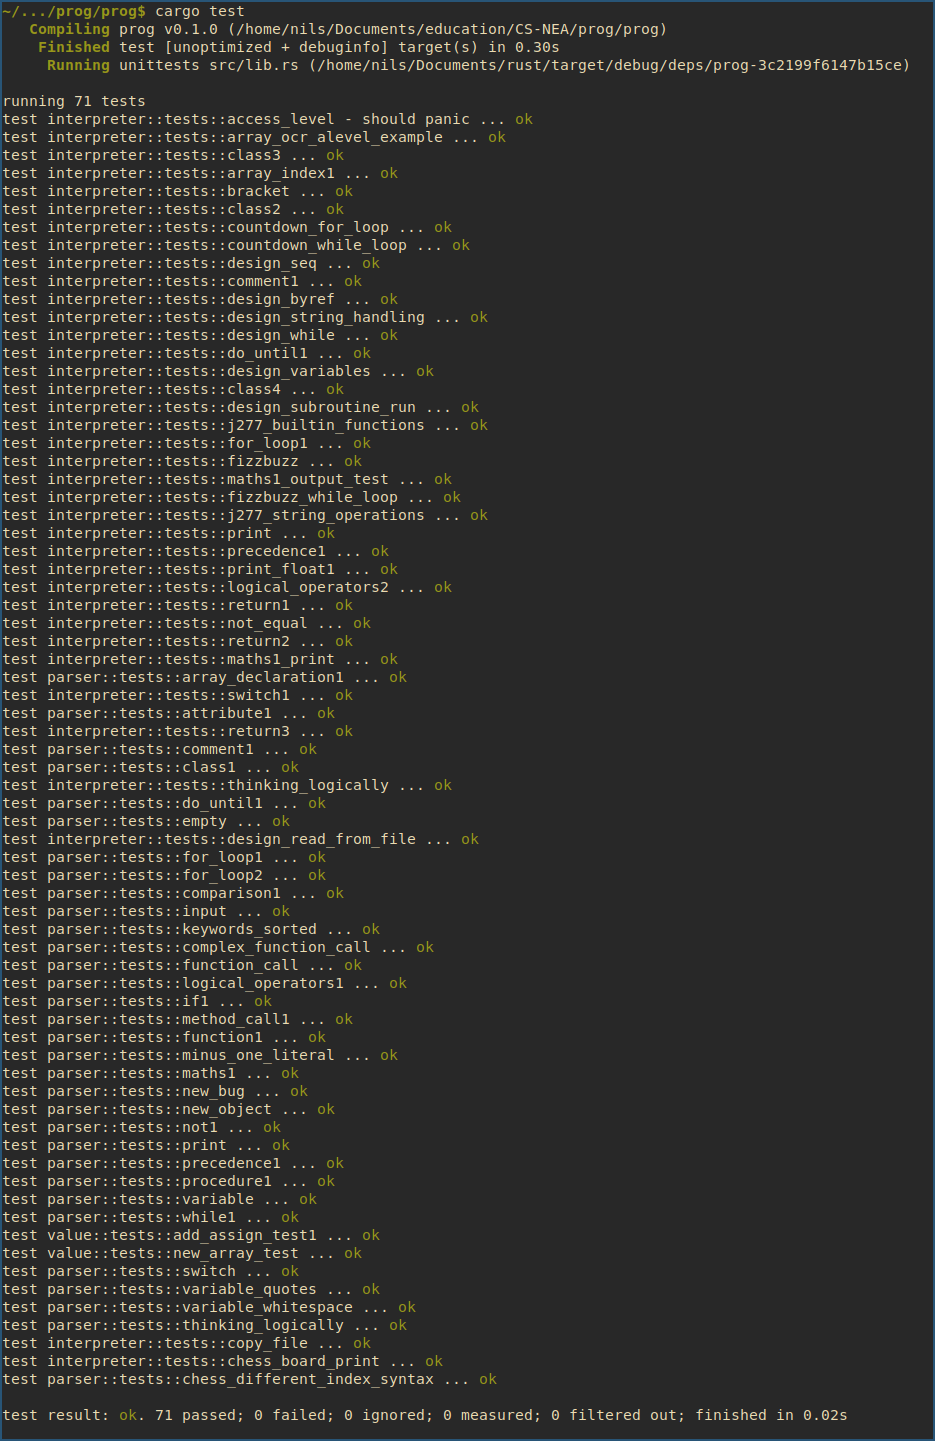 ~/.../prog/prog$ cargo test
   Compiling prog v0.1.0 (/home/nils/Documents/education/CS-NEA/prog/prog)
    Finished test [unoptimized + debuginfo] target(s) in 0.30s
     Running unittests src/lib.rs (/home/nils/Documents/rust/target/debug/deps/prog-3c2199f6147b15ce)

running 71 tests
test interpreter::tests::access_level - should panic ... ok
test interpreter::tests::array_ocr_alevel_example ... ok
test interpreter::tests::class3 ... ok
test interpreter::tests::array_index1 ... ok
test interpreter::tests::bracket ... ok
test interpreter::tests::class2 ... ok
test interpreter::tests::countdown_for_loop ... ok
test interpreter::tests::countdown_while_loop ... ok
test interpreter::tests::design_seq ... ok
test interpreter::tests::comment1 ... ok
test interpreter::tests::design_byref ... ok
test interpreter::tests::design_string_handling ... ok
test interpreter::tests::design_while ... ok
test interpreter::tests::do_until1 ... ok
test interpreter::tests::design_variables ... ok
test interpreter::tests::class4 ... ok
test interpreter::tests::design_subroutine_run ... ok
test interpreter::tests::j277_builtin_functions ... ok
test interpreter::tests::for_loop1 ... ok
test interpreter::tests::fizzbuzz ... ok
test interpreter::tests::maths1_output_test ... ok
test interpreter::tests::fizzbuzz_while_loop ... ok
test interpreter::tests::j277_string_operations ... ok
test interpreter::tests::print ... ok
test interpreter::tests::precedence1 ... ok
test interpreter::tests::print_float1 ... ok
test interpreter::tests::logical_operators2 ... ok
test interpreter::tests::return1 ... ok
test interpreter::tests::not_equal ... ok
test interpreter::tests::return2 ... ok
test interpreter::tests::maths1_print ... ok
test parser::tests::array_declaration1 ... ok
test interpreter::tests::switch1 ... ok
test parser::tests::attribute1 ... ok
test interpreter::tests::return3 ... ok
test parser::tests::comment1 ... ok
test parser::tests::class1 ... ok
test interpreter::tests::thinking_logically ... ok
test parser::tests::do_until1 ... ok
test parser::tests::empty ... ok
test interpreter::tests::design_read_from_file ... ok
test parser::tests::for_loop1 ... ok
test parser::tests::for_loop2 ... ok
test parser::tests::comparison1 ... ok
test parser::tests::input ... ok
test parser::tests::keywords_sorted ... ok
test parser::tests::complex_function_call ... ok
test parser::tests::function_call ... ok
test parser::tests::logical_operators1 ... ok
test parser::tests::if1 ... ok
test parser::tests::method_call1 ... ok
test parser::tests::function1 ... ok
test parser::tests::minus_one_literal ... ok
test parser::tests::maths1 ... ok
test parser::tests::new_bug ... ok
test parser::tests::new_object ... ok
test parser::tests::not1 ... ok
test parser::tests::print ... ok
test parser::tests::precedence1 ... ok
test parser::tests::procedure1 ... ok
test parser::tests::variable ... ok
test parser::tests::while1 ... ok
test value::tests::add_assign_test1 ... ok
test value::tests::new_array_test ... ok
test parser::tests::switch ... ok
test parser::tests::variable_quotes ... ok
test parser::tests::variable_whitespace ... ok
test parser::tests::thinking_logically ... ok
test interpreter::tests::copy_file ... ok
test interpreter::tests::chess_board_print ... ok
test parser::tests::chess_different_index_syntax ... ok

test result: ok. 71 passed; 0 failed; 0 ignored; 0 measured; 0 filtered out; finished in 0.02s